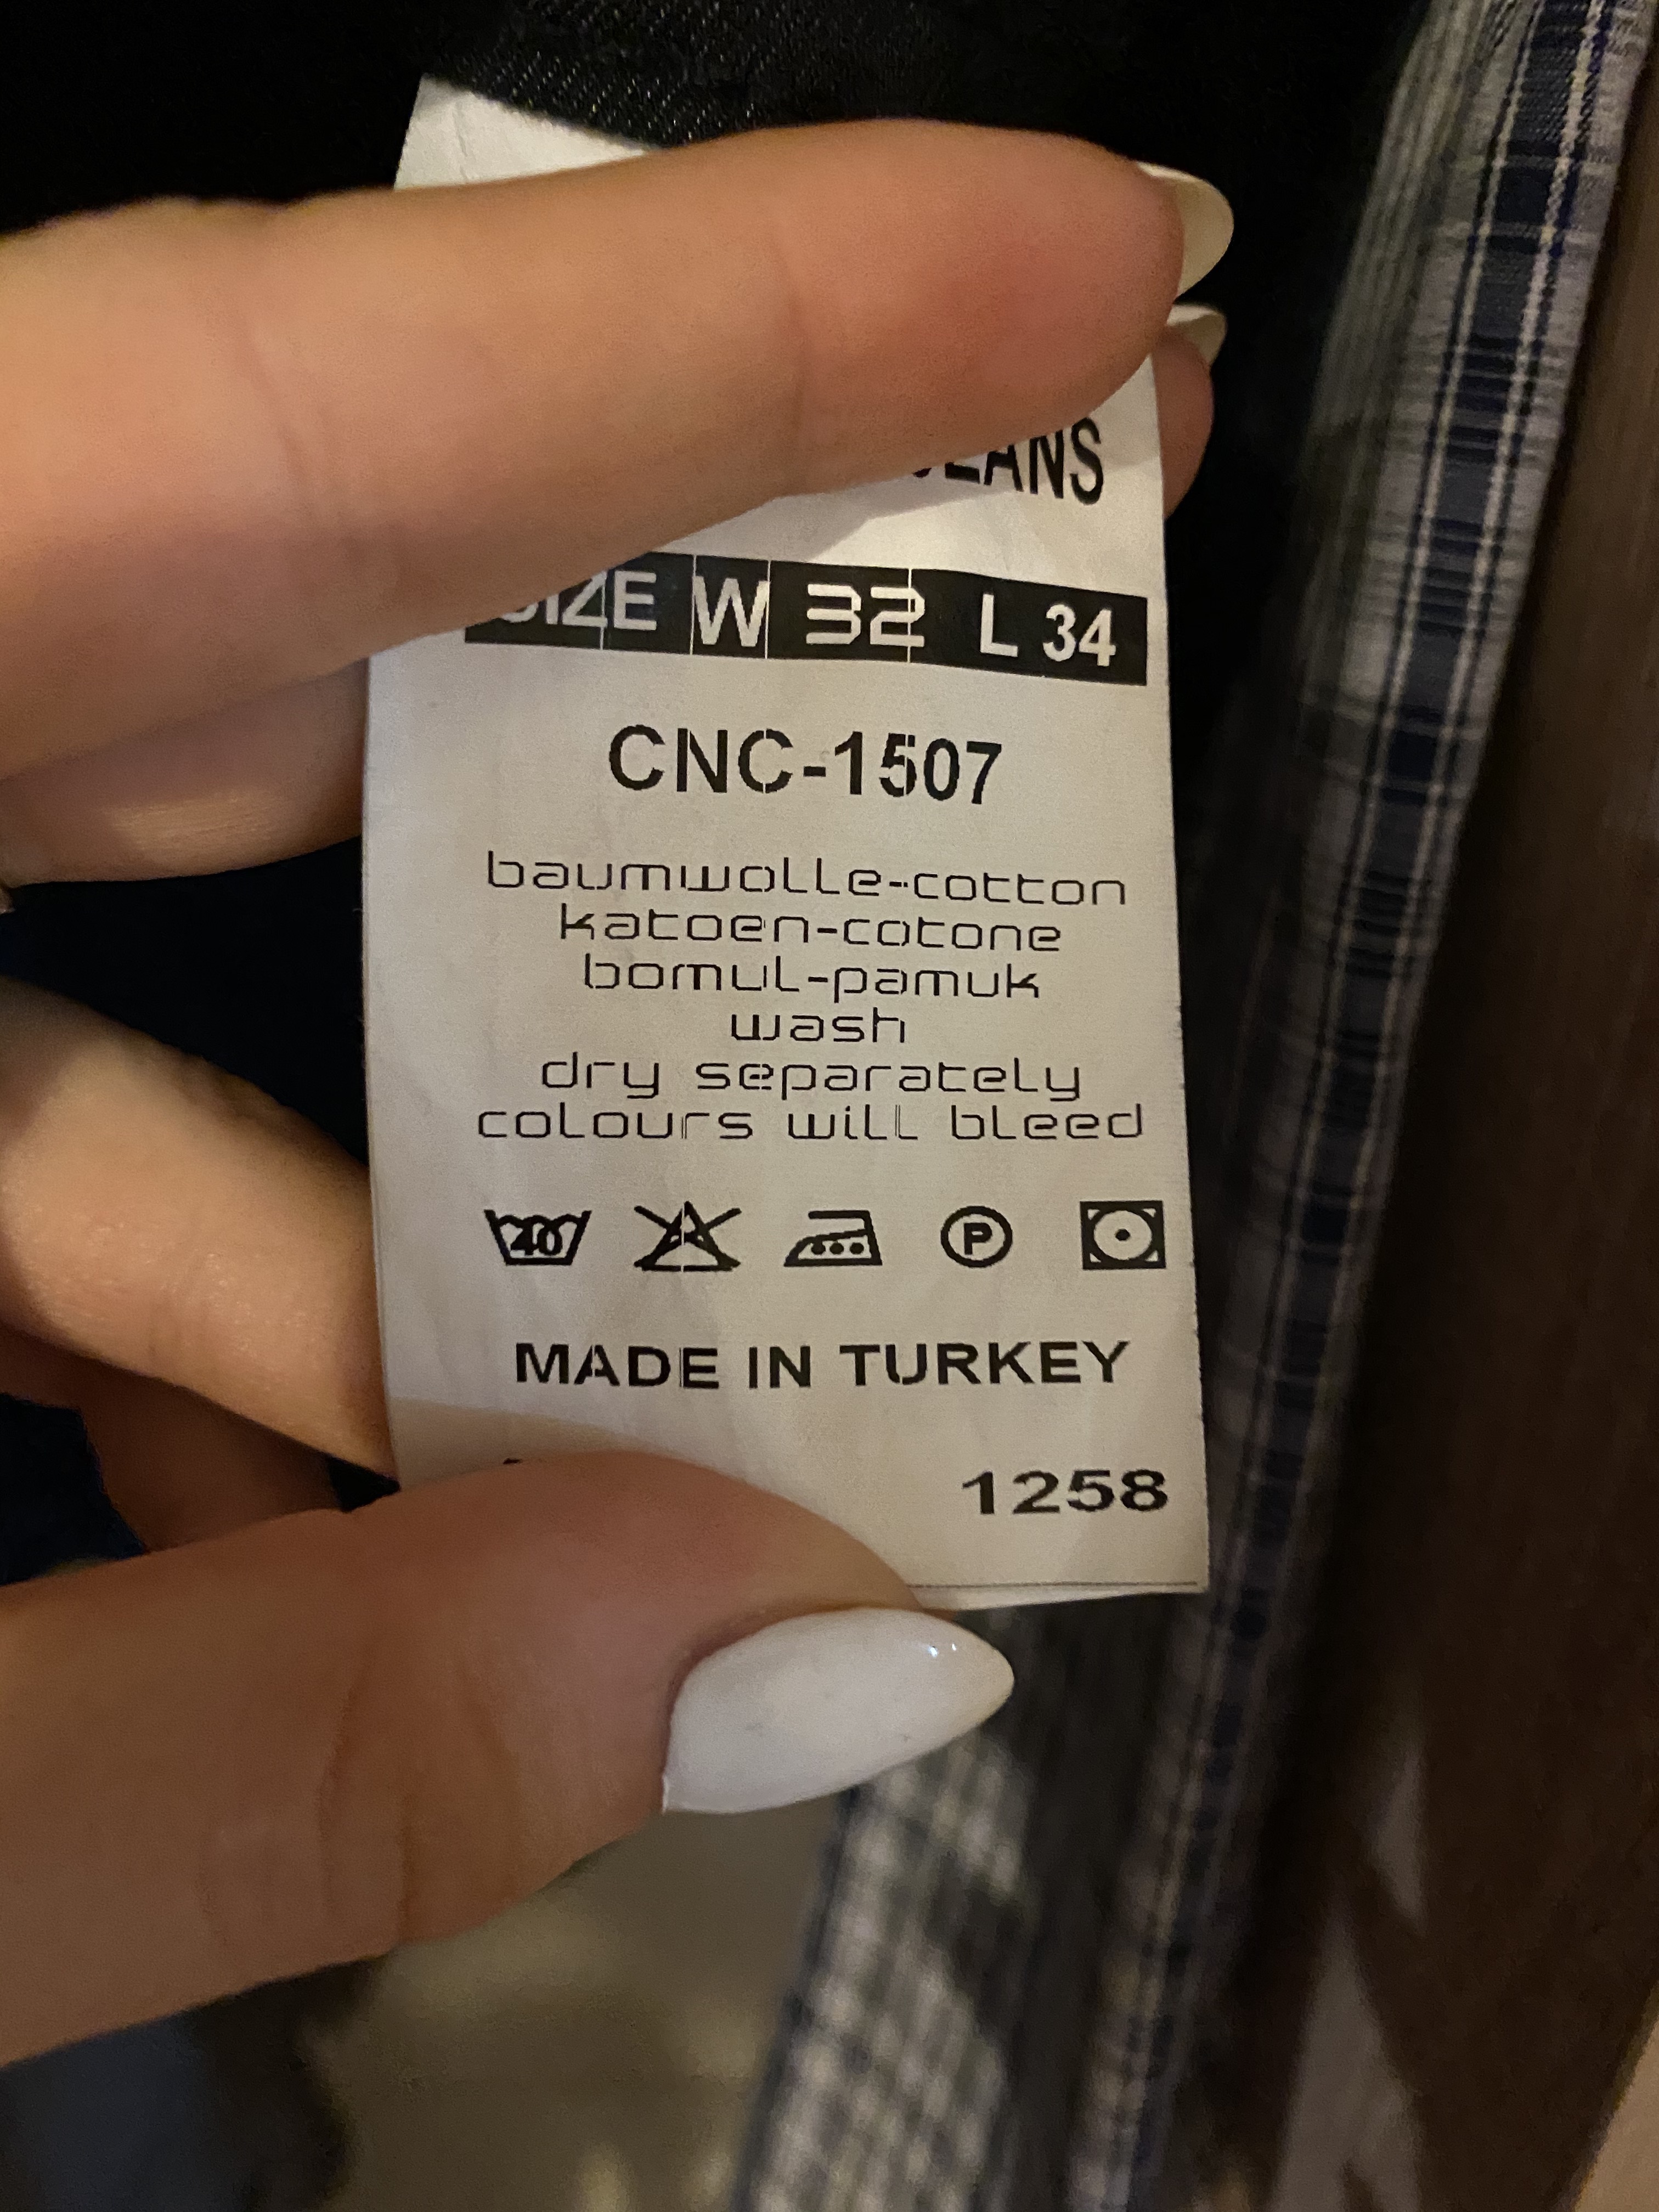 JEANS
SIZE W 32 L 34
CNC-1507
baumwolle-cotton
katoen-cotone
bomul-pamuk
wash
dry separately
colours will bleed
40 P
MADE IN TURKEY
1258